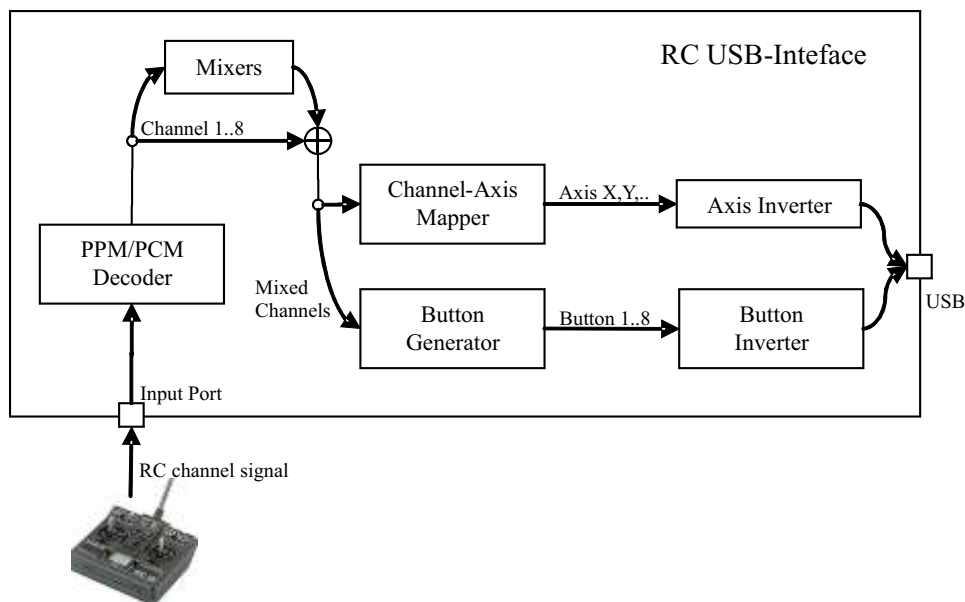 RC USB-Inteface
Mixers
Channel 1..8
Channel-Axis
Mapper
Axis X,Y,..
Axis Inverter
PPM/PCM
Decoder
Mixed
Channels
Button
Generator
Button 1..8
Button
Inverter
USB
Input Port
RC channel signal